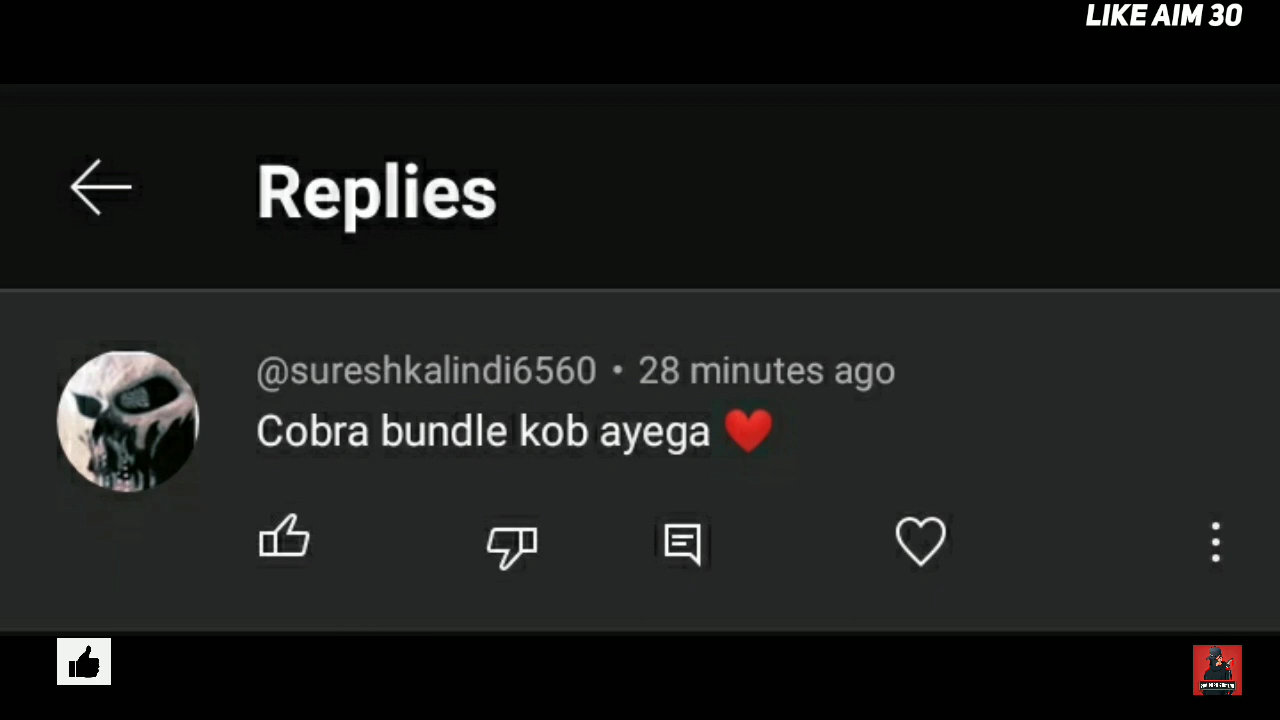 LIKE AIM 30
Replies
@sureshkalindi6560 • 28 minutes ago
Cobra bundle kob ayega ❤️